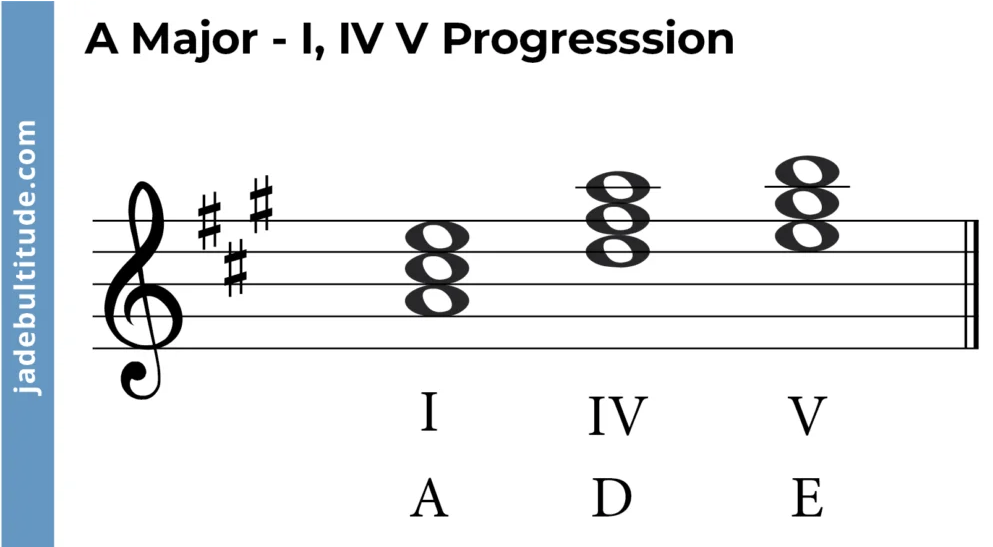 A Major - I, IV V Progresssion
jadebultitude.com
I IV V
A D E